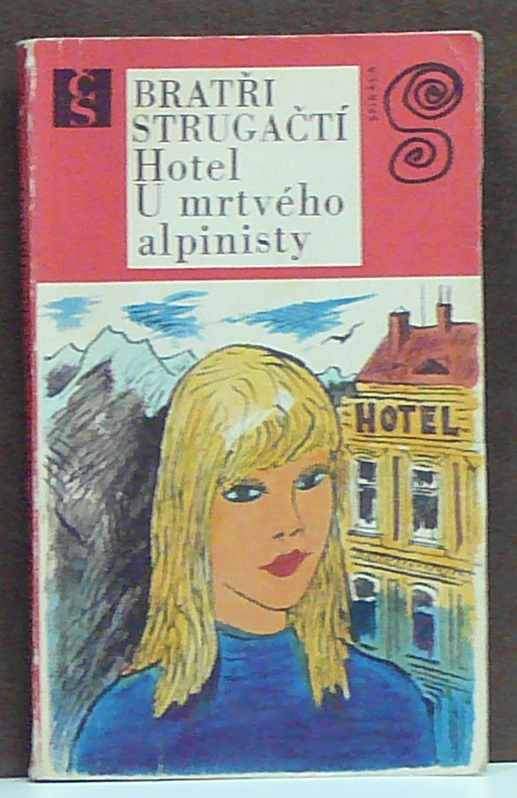 ČS
BRATŘI
STRUGAČTÍ
Hotel
U mrtvého
alpinisty
SPIRÁLA
HOTEL